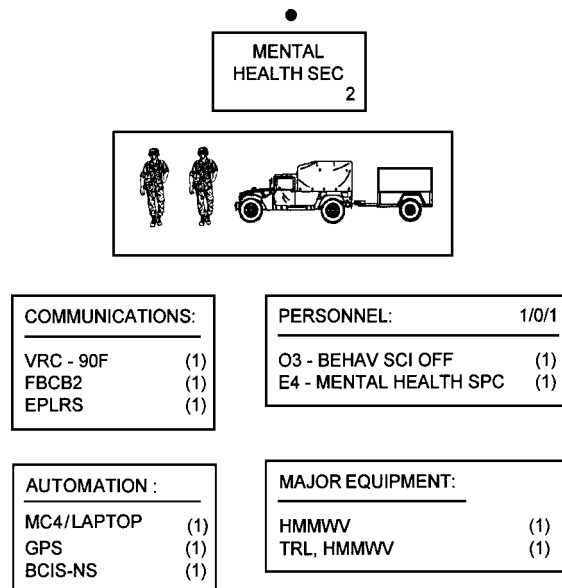 MENTAL
HEALTH SEC
2
COMMUNICATIONS:
VRC - 90F (1)
FBCB2 (1)
EPLRS (1)
PERSONNEL: 1/0/1
O3 - BEHAV SCI OFF (1)
E4 - MENTAL HEALTH SPC (1)
AUTOMATION :
MC4/LAPTOP (1)
GPS (1)
BCIS-NS (1)
MAJOR EQUIPMENT:
HMMWV (1)
TRL, HMMWV (1)